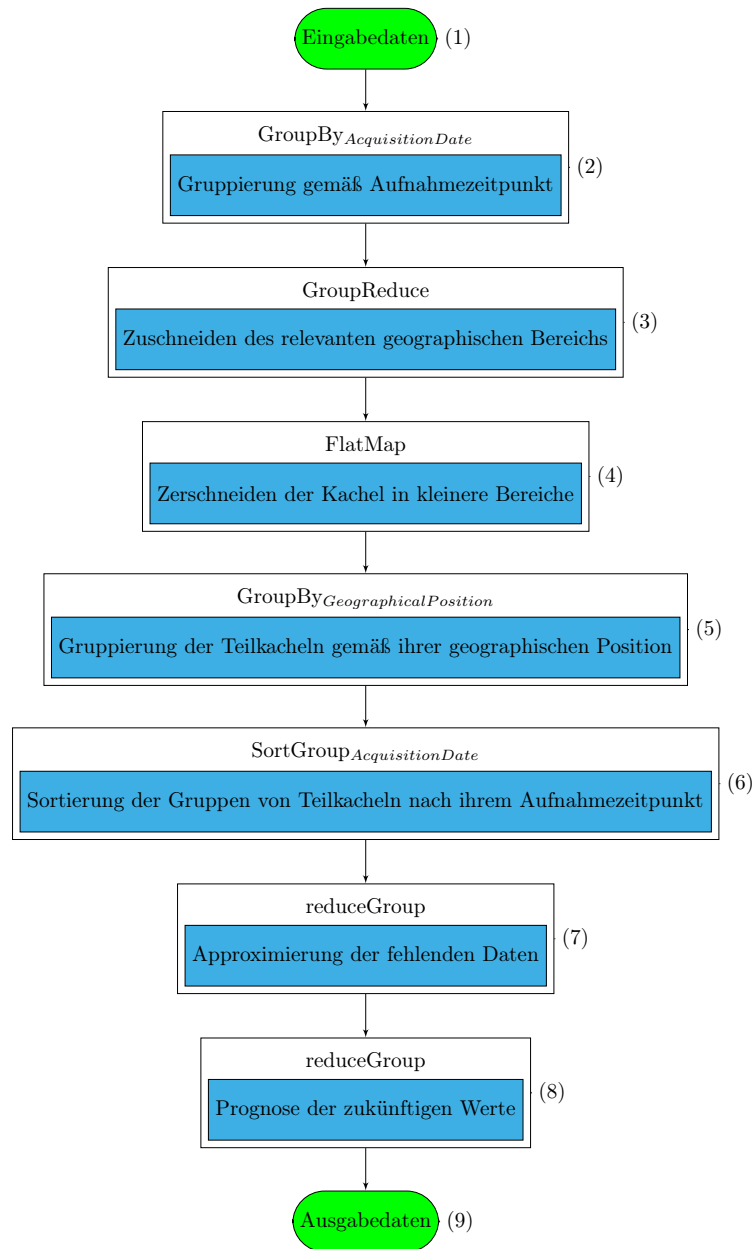 Eingabedaten (1)
GroupBy_AcquisitionDate
Gruppierung gemäß Aufnahmezeitpunkt (2)
GroupReduce
Zuschneiden des relevanten geographischen Bereichs (3)
FlatMap
Zerschneiden der Kachel in kleinere Bereiche (4)
GroupBy_GeographicalPosition
Gruppierung der Teilkacheln gemäß ihrer geographischen Position (5)
SortGroup_AcquisitionDate
Sortierung der Gruppen von Teilkacheln nach ihrem Aufnahmezeitpunkt (6)
reduceGroup
Approximierung der fehlenden Daten (7)
reduceGroup
Prognose der zukünftigen Werte (8)
Ausgabedaten (9)